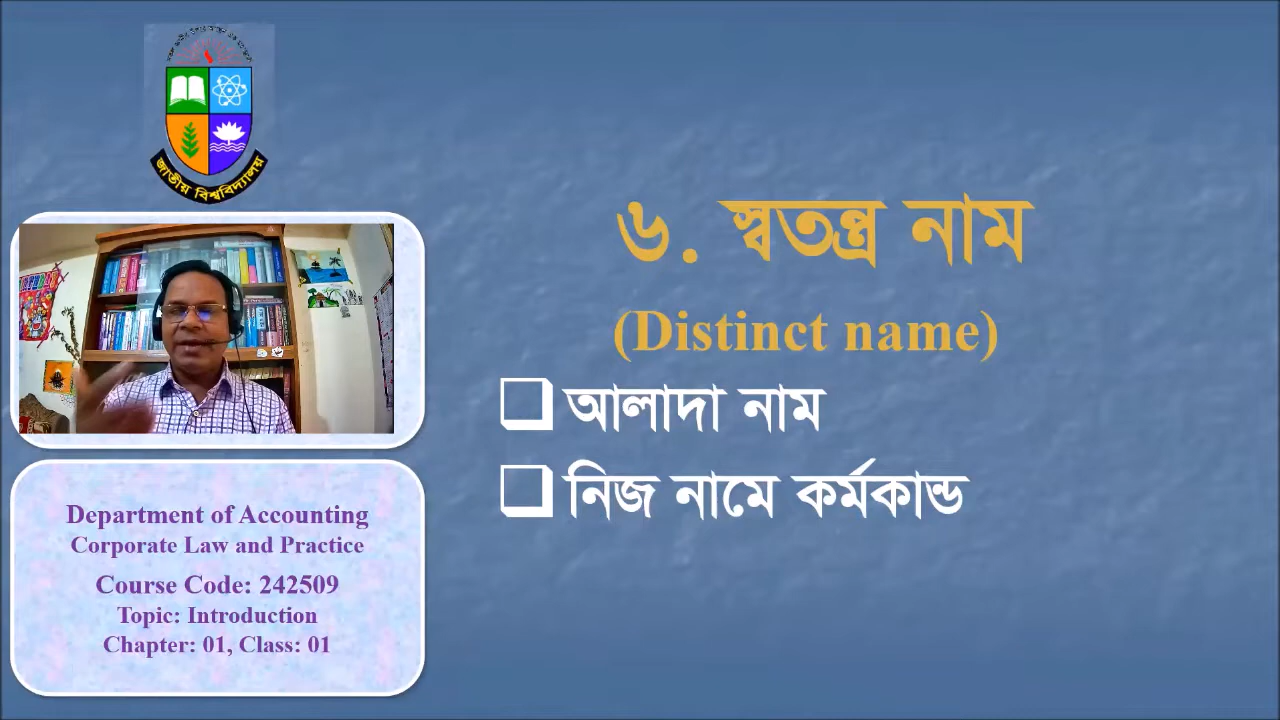 জাতীয় বিশ্ববিদ্যালয়
৬. স্বতন্ত্র নাম
(Distinct name)
❑ আলাদা নাম
❑ নিজ নামে কর্মকান্ড
Department of Accounting
Corporate Law and Practice
Course Code: 242509
Topic: Introduction
Chapter: 01, Class: 01